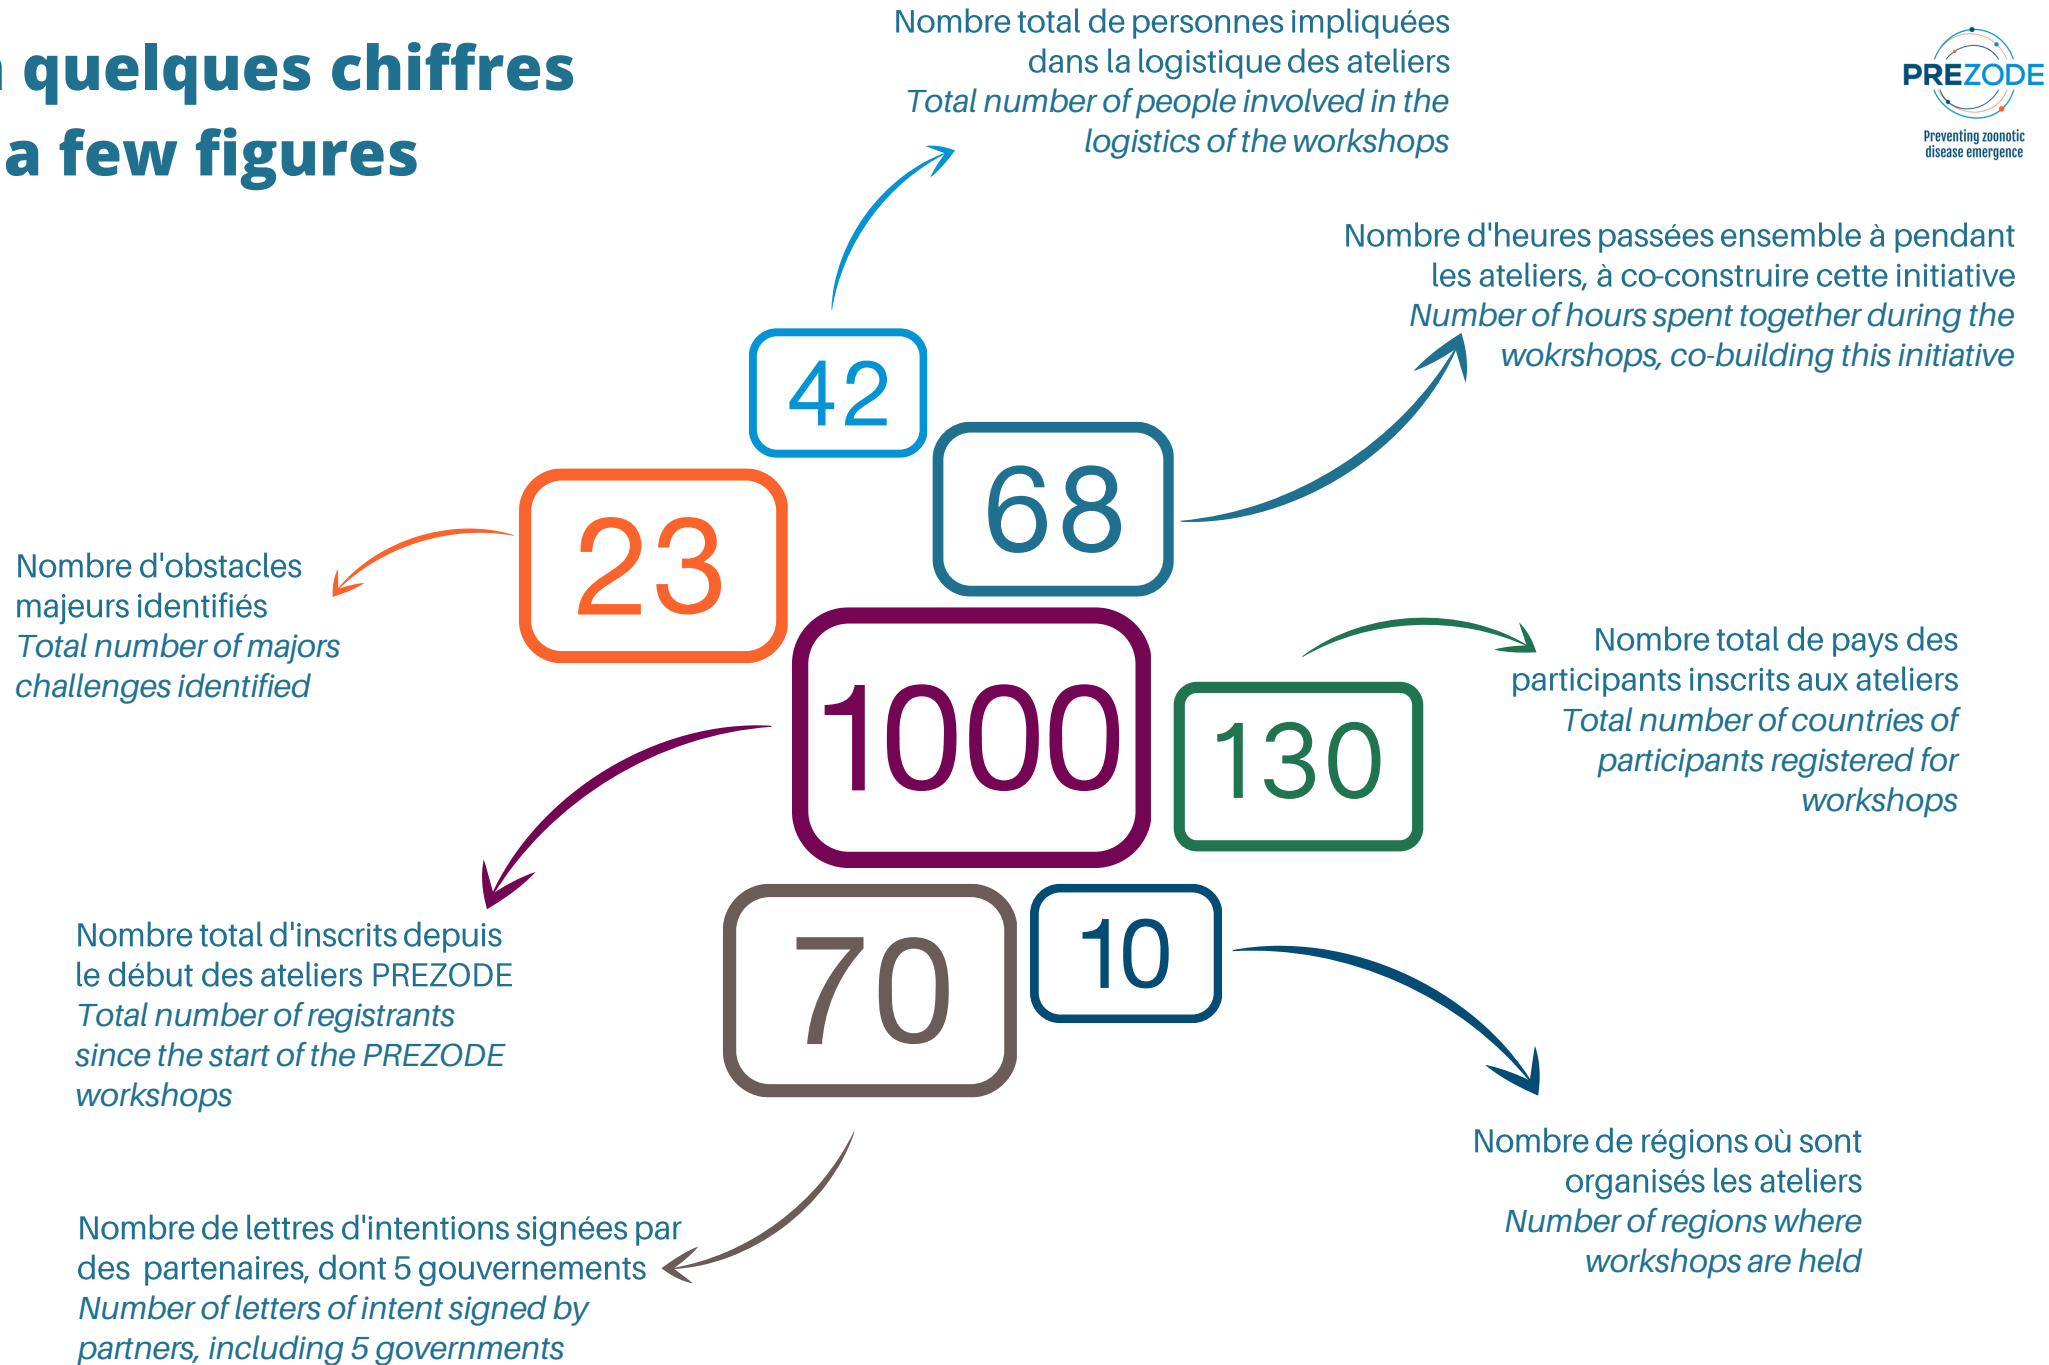 quelques chiffres
a few figures
Nombre total de personnes impliquées
dans la logistique des ateliers
Total number of people involved in the
logistics of the workshops
PREZODE
Preventing zoonotic
disease emergence
Nombre d'heures passées ensemble à pendant
les ateliers, à co-construire cette initiative
Number of hours spent together during the
wokrshops, co-building this initiative
42
68
23
Nombre d'obstacles
majeurs identifiés
Total number of majors
challenges identified
1000
130
Nombre total de pays des
participants inscrits aux ateliers
Total number of countries of
participants registered for
workshops
70
10
Nombre total d'inscrits depuis
le début des ateliers PREZODE
Total number of registrants
since the start of the PREZODE
workshops
Nombre de régions où sont
organisés les ateliers
Number of regions where
workshops are held
Nombre de lettres d'intentions signées par
des partenaires, dont 5 gouvernements
Number of letters of intent signed by
partners, including 5 governments